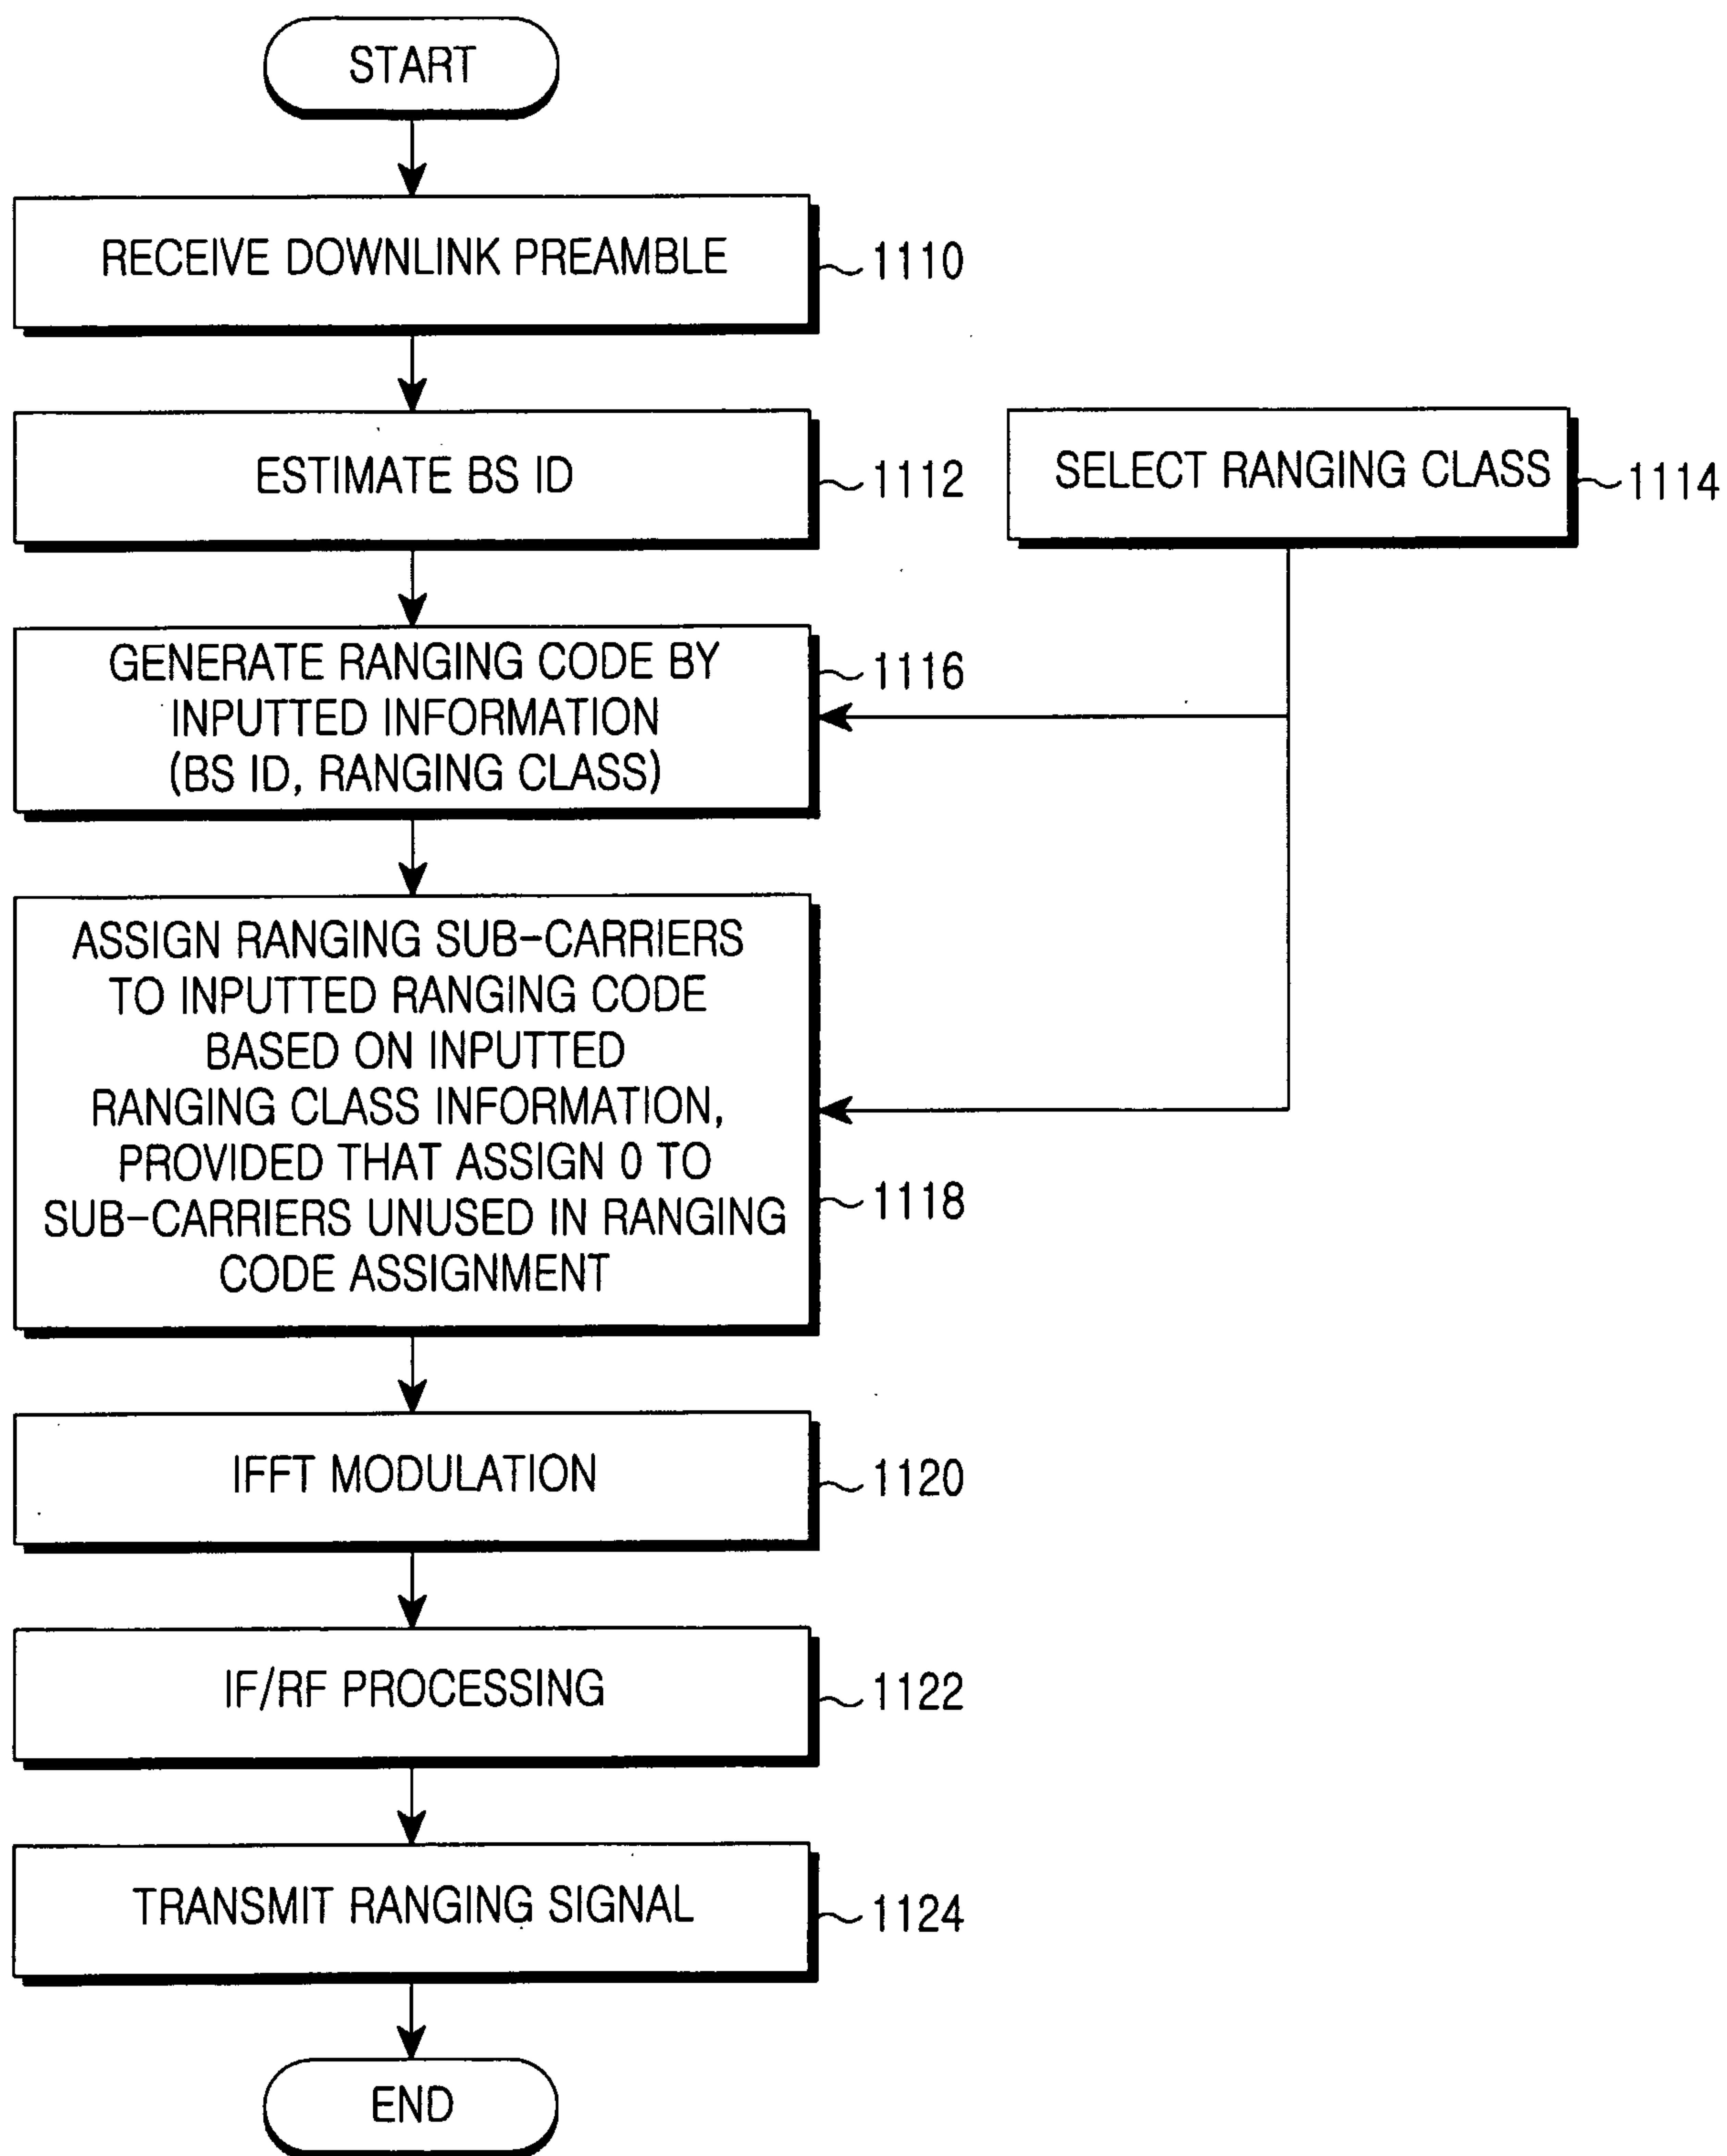 START
RECEIVE DOWNLINK PREAMBLE
1110
ESTIMATE BS ID
1112
SELECT RANGING CLASS
1114
GENERATE RANGING CODE BY
INPUTTED INFORMATION
(BS ID, RANGING CLASS)
1116
ASSIGN RANGING SUB-CARRIERS
TO INPUTTED RANGING CODE
BASED ON INPUTTED
RANGING CLASS INFORMATION,
PROVIDED THAT ASSIGN 0 TO
SUB-CARRIERS UNUSED IN RANGING
CODE ASSIGNMENT
1118
IFFT MODULATION
1120
IF/RF PROCESSING
1122
TRANSMIT RANGING SIGNAL
1124
END